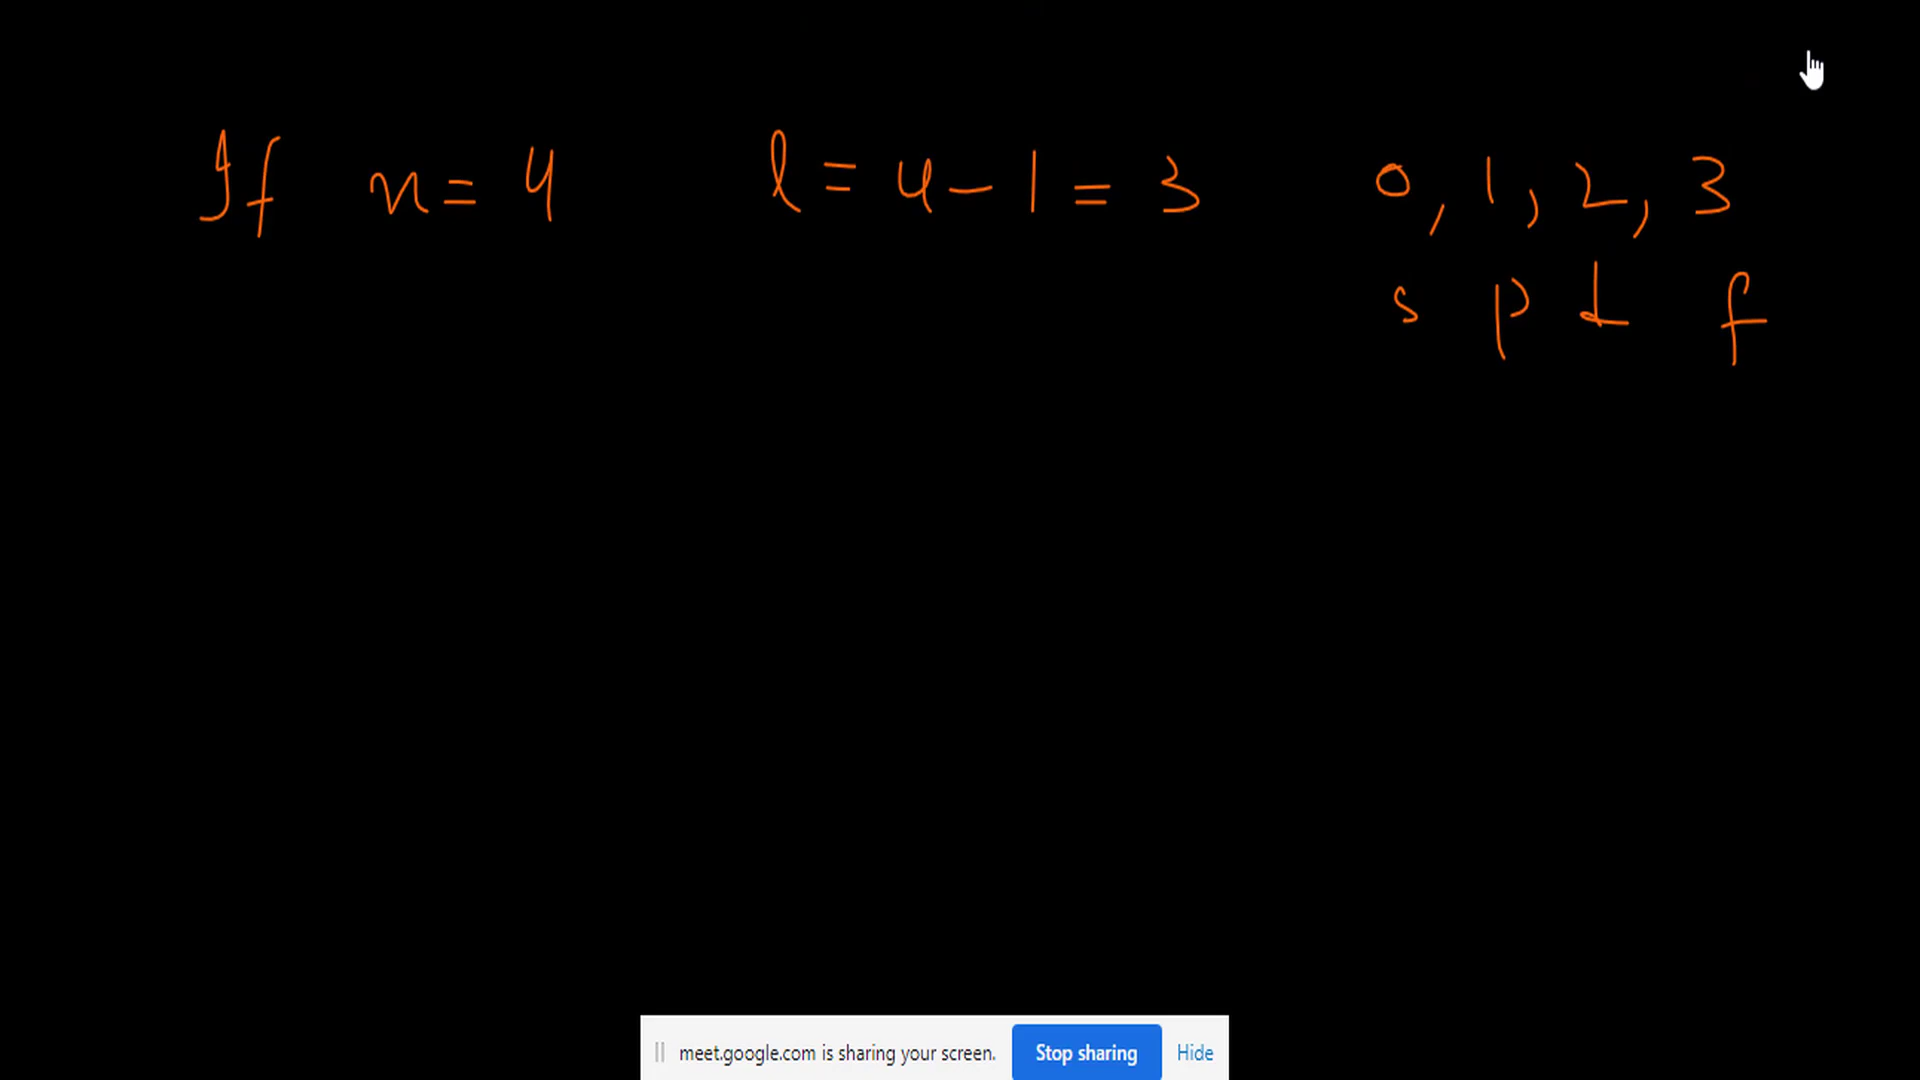 If n = 4 l = 4 - 1 = 3 0, 1, 2, 3
s p d f
meet.google.com is sharing your screen. Stop sharing Hide